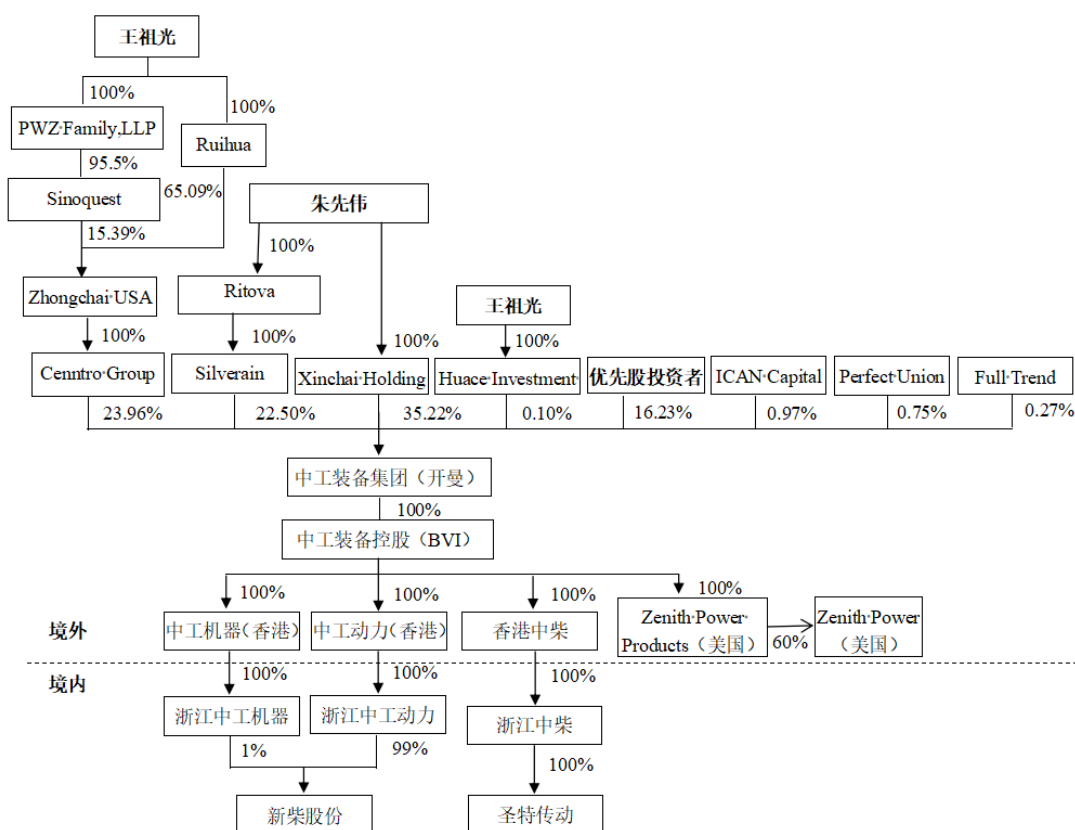 王祖光
100%
100%
PWZ Family,LLP
Ruihua
95.5%
65.09%
Sinoquest
朱先伟
15.39%
100%
Zhongchai USA
Ritova
王祖光
100%
100%
100%
100%
Cenntro Group
Silverain
Xinchai Holding
Huace Investment
优先股投资者
ICAN Capital
Perfect Union
Full Trend
23.96%
22.50%
35.22%
0.10%
16.23%
0.97%
0.75%
0.27%
中工装备集团（开曼）
100%
中工装备控股（BVI）
100%
100%
100%
100%
境外
中工机器（香港）
中工动力（香港）
香港中柴
Zenith Power
Products（美国）
60%
Zenith Power
（美国）
境内
100%
100%
100%
浙江中工机器
浙江中工动力
浙江中柴
1%
99%
100%
新柴股份
圣特传动